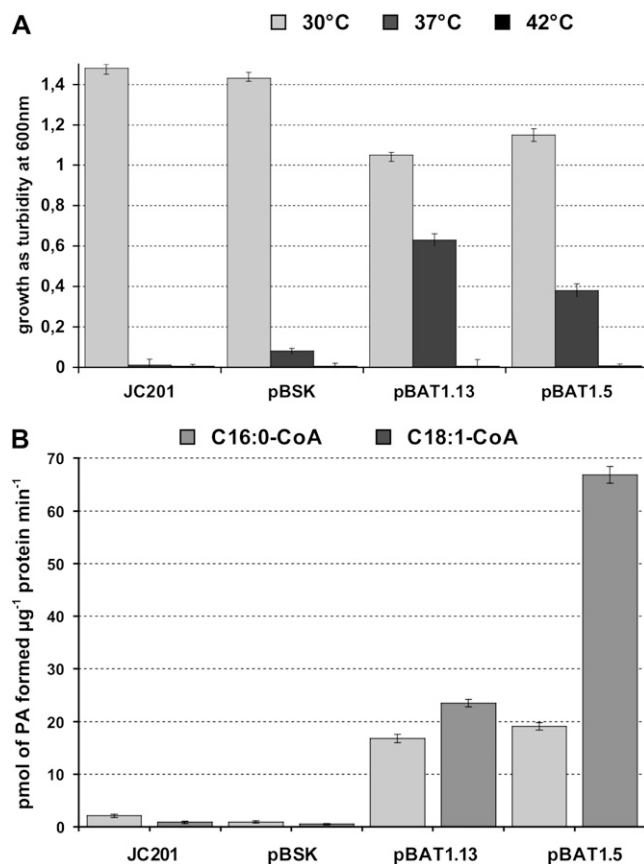 A
30°C 37°C 42°C
growth as turbidity at 600nm
1,4
1,2
1
0,8
0,6
0,4
0,2
0
JC201 pBSK pBAT1.13 pBAT1.5
B
C16:0-CoA C18:1-CoA
pmol of PA formed µg⁻¹ protein min⁻¹
70
60
50
40
30
20
10
0
JC201 pBSK pBAT1.13 pBAT1.5